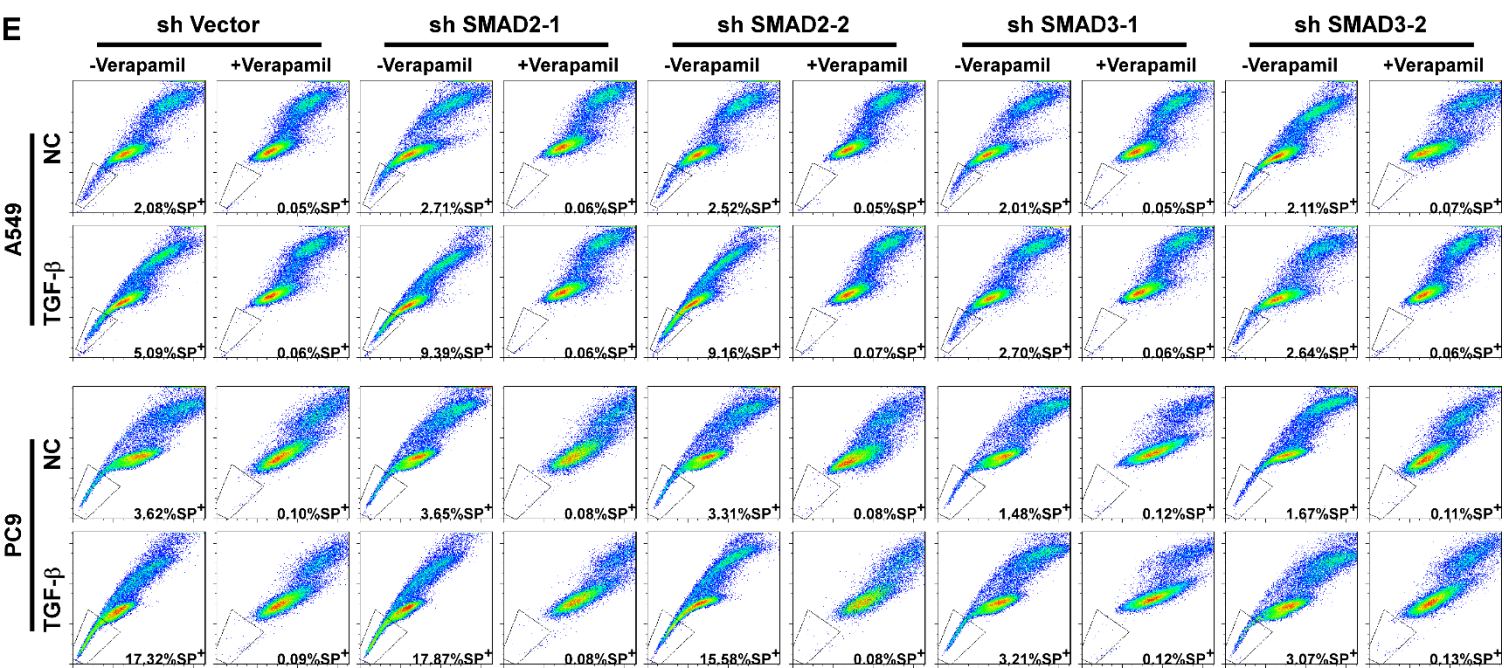 E
sh Vector sh SMAD2-1 sh SMAD2-2 sh SMAD3-1 sh SMAD3-2
-Verapamil +Verapamil -Verapamil +Verapamil -Verapamil +Verapamil -Verapamil +Verapamil -Verapamil +Verapamil
A549
NC
2.08%SP+ 0.05%SP+ 2.71%SP+ 0.06%SP+ 2.52%SP+ 0.05%SP+ 2.01%SP+ 0.05%SP+ 2.11%SP+ 0.07%SP+
TGF-β
5.09%SP+ 0.06%SP+ 9.39%SP+ 0.06%SP+ 9.16%SP+ 0.07%SP+ 2.70%SP+ 0.06%SP+ 2.64%SP+ 0.06%SP+
PC9
NC
3.62%SP+ 0.10%SP+ 3.65%SP+ 0.08%SP+ 3.31%SP+ 0.08%SP+ 1.48%SP+ 0.12%SP+ 1.67%SP+ 0.11%SP+
TGF-β
17.32%SP+ 0.09%SP+ 17.87%SP+ 0.08%SP+ 15.58%SP+ 0.08%SP+ 3.21%SP+ 0.12%SP+ 3.07%SP+ 0.13%SP+